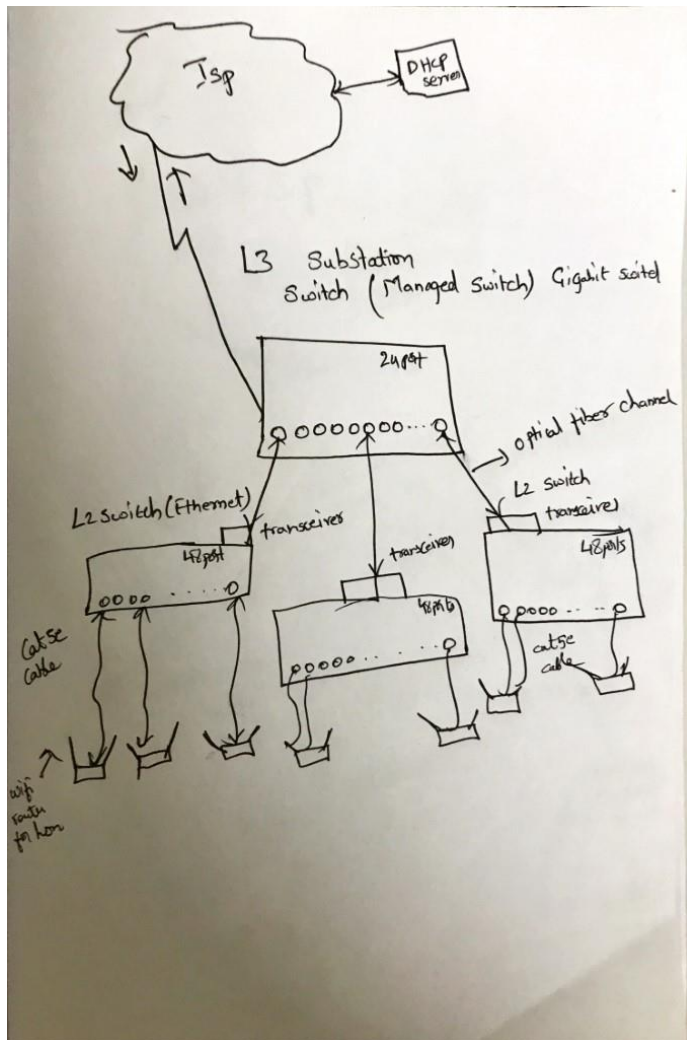 Isp
DHCP
server
L3 Substation
Switch (Managed Switch) Gigabit switch
24port
optical fiber channel
L2 switch (Ethernet)
transceiver
L2 switch
transceiver
48port
transceiver
48ports
48ports
Cat5e
Cable
cat5e
cable
wifi
router
for home